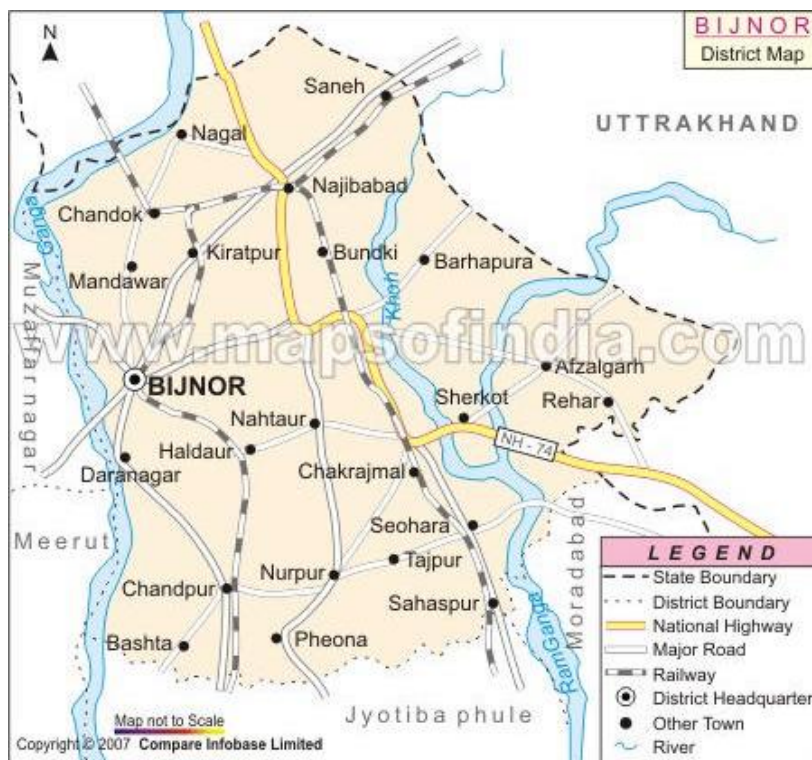 BIJNOR
District Map
N
Saneh
UTTRAKHAND
Nagal
Najibabad
Chandok
Ganga
Kiratpur
Bundki
Barhapura
Mandawar
Khoh
Muzaffarnagar
www.mapsofindia.com
BIJNOR
Afzalgarh
Rehar
Sherkot
Nahtaur
NH - 74
Haldaur
Daranagar
Chakrajmal
Meerut
Seohara
Moradabad
Tajpur
Nurpur
Chandpur
Sahaspur
Bashta
Pheona
RamGanga
Jyotiba phule
LEGEND
State Boundary
District Boundary
National Highway
Major Road
Railway
District Headquarter
Other Town
River
Map not to Scale
Copyright © 2007 Compare Infobase Limited